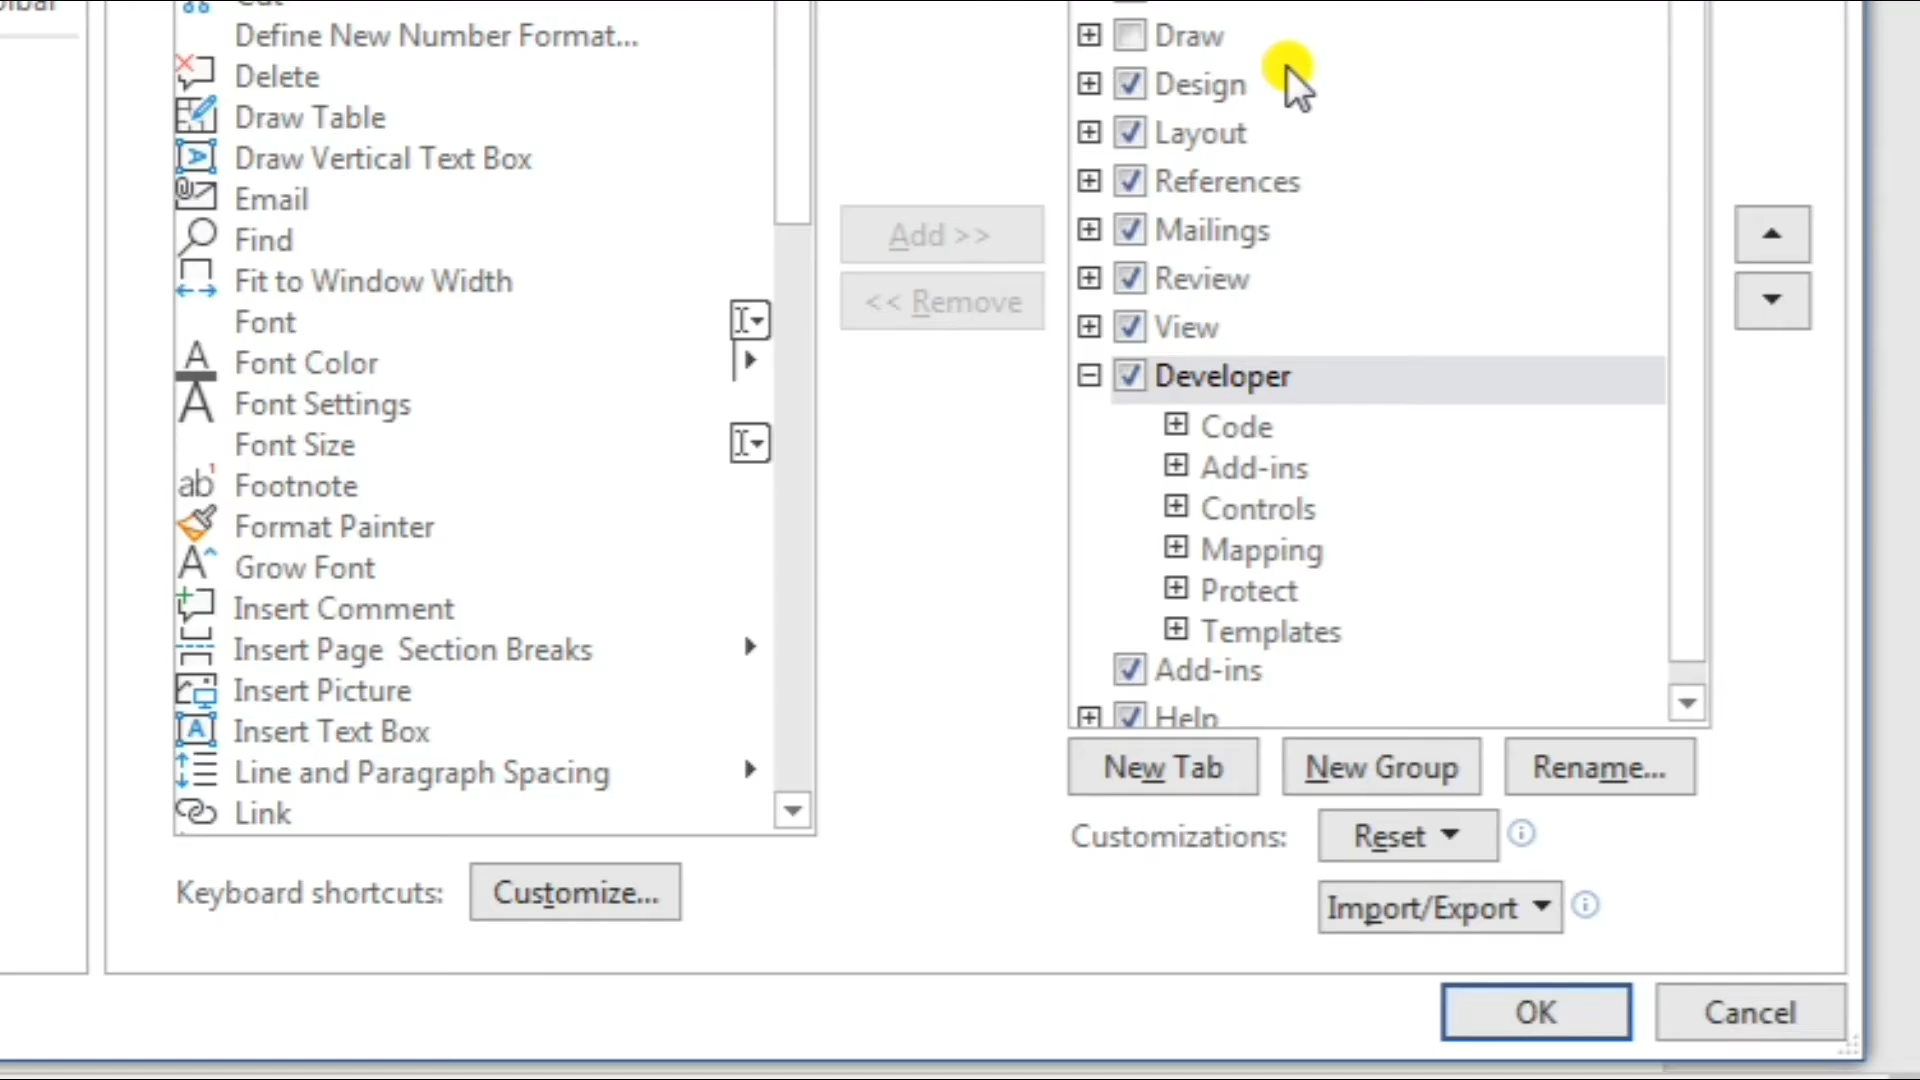 Define New Number Format...
Delete
Draw Table
Draw Vertical Text Box
Email
Find
Fit to Window Width
Font
Font Color
Font Settings
Font Size
Footnote
Format Painter
Grow Font
Insert Comment
Insert Page  Section Breaks
Insert Picture
Insert Text Box
Line and Paragraph Spacing
Link
Keyboard shortcuts:
Customize...
Add >>
<< Remove
Draw
Design
Layout
References
Mailings
Review
View
Developer
Code
Add-ins
Controls
Mapping
Protect
Templates
Add-ins
Help
New Tab
New Group
Rename...
Customizations:
Reset
Import/Export
OK
Cancel